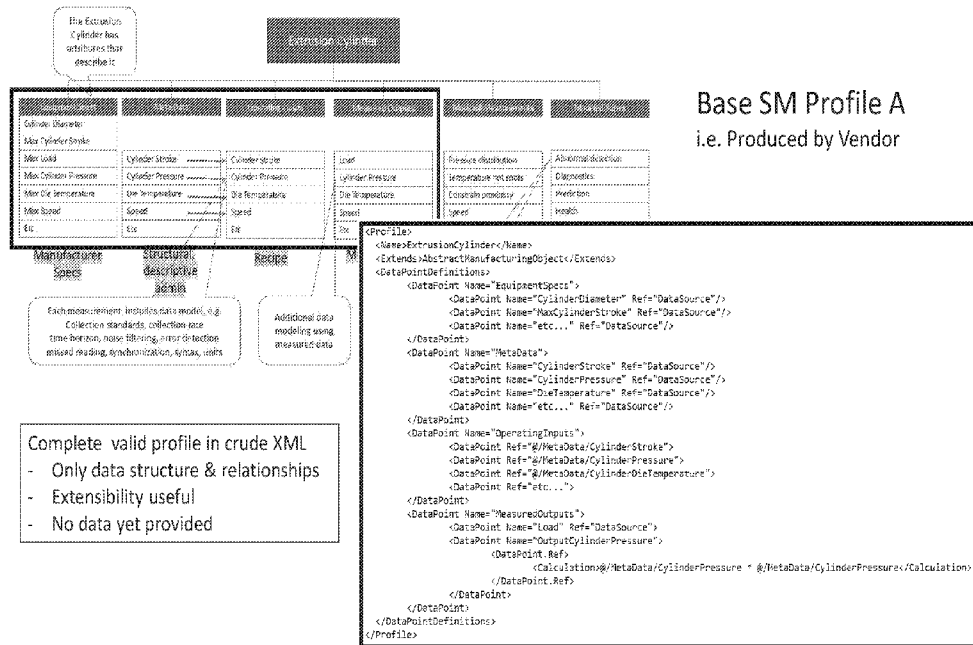 The Extrusion
Cylinder has
attributes that
describe it
Extrusion Cylinder
Base SM Profile A
i.e. Produced by Vendor
Cylinder Diameter
Max Cylinder Stroke
Max Load
Max Cylinder Pressure
Max Die Temperature
Max Speed
Etc
Cylinder Stroke
Cylinder Pressure
Die Temperature
Speed
Etc
Cylinder Stroke
Cylinder Pressure
Die Temperature
Speed
Etc
Load
Cylinder Pressure
Die Temperature
Speed
Etc
Pressure distribution
Temperature hot spots
Constrain proximity
Speed
Abnormal detection
Diagnostics
Prediction
Health
Manufacturer
Specs
Structural,
descriptive
admin
Recipe
M
Each measurement, includes data model, e.g.
Collection standards, collection rate
time horizon, noise filtering, error detection
missed reading, synchronization, syntax, units
Additional data
modeling using
measured data
Complete valid profile in crude XML
- Only data structure & relationships
- Extensibility useful
- No data yet provided
<Profile>
<Name>ExtrusionCylinder</Name>
<Extends>AbstractManufacturingObject</Extends>
<DataPointDefinitions>
<DataPoint Name="EquipmentSpecs">
<DataPoint Name="CylinderDiameter" Ref="DataSource"/>
<DataPoint Name="MaxCylinderStroke" Ref="DataSource"/>
<DataPoint Name="etc..." Ref="DataSource"/>
</DataPoint>
<DataPoint Name="MetaData">
<DataPoint Name="CylinderStroke" Ref="DataSource"/>
<DataPoint Name="CylinderPressure" Ref="DataSource"/>
<DataPoint Name="DieTemperature" Ref="DataSource"/>
<DataPoint Name="etc..." Ref="DataSource"/>
</DataPoint>
<DataPoint Name="OperatingInputs">
<DataPoint Ref="@/MetaData/CylinderStroke">
<DataPoint Ref="@/MetaData/CylinderPressure">
<DataPoint Ref="@/MetaData/CylinderDieTemperature">
<DataPoint Ref="etc...">
</DataPoint>
<DataPoint Name="MeasuredOutputs">
<DataPoint Name="Load" Ref="DataSource">
<DataPoint Name="OutputCylinderPressure">
<DataPoint.Ref>
<Calculation>@/MetaData/CylinderPressure * @/MetaData/CylinderPressure</Calculation>
</DataPoint.Ref>
</DataPoint>
</DataPoint>
</DataPointDefinitions>
</Profile>